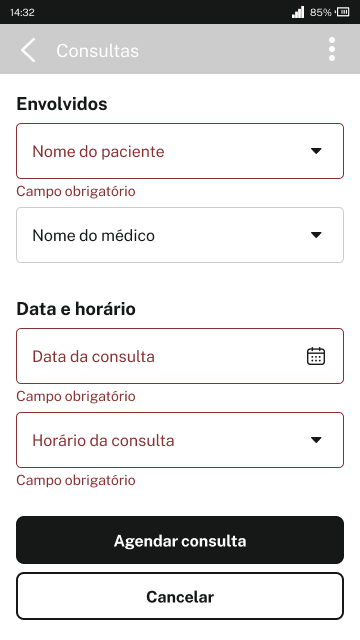 14:32
85%
Consultas
Envolvidos
Nome do paciente
Campo obrigatório
Nome do médico
Data e horário
Data da consulta
Campo obrigatório
Horário da consulta
Campo obrigatório
Agendar consulta
Cancelar